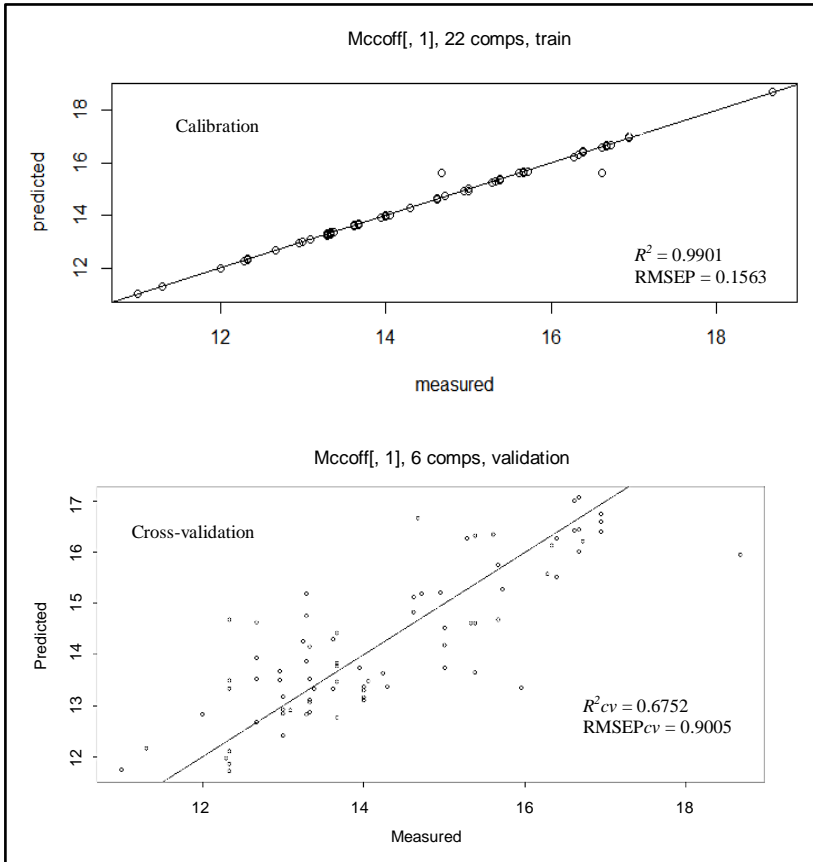 Mccoff[, 1], 22 comps, train
Calibration
predicted
18
16
14
12
R² = 0.9901
RMSEP = 0.1563
12 14 16 18
measured
Mccoff[, 1], 6 comps, validation
Cross-validation
Predicted
17
16
15
14
13
12
R²cv = 0.6752
RMSEPcv = 0.9005
12 14 16 18
Measured